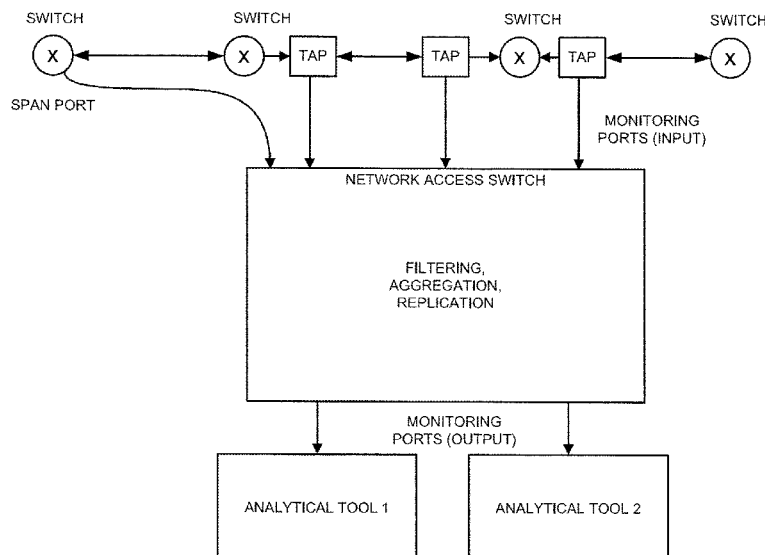 SWITCH
SWITCH
SWITCH
SWITCH
X
X
TAP
TAP
X
TAP
X
SPAN PORT
MONITORING
PORTS (INPUT)
NETWORK ACCESS SWITCH
FILTERING,
AGGREGATION,
REPLICATION
MONITORING
PORTS (OUTPUT)
ANALYTICAL TOOL 1
ANALYTICAL TOOL 2